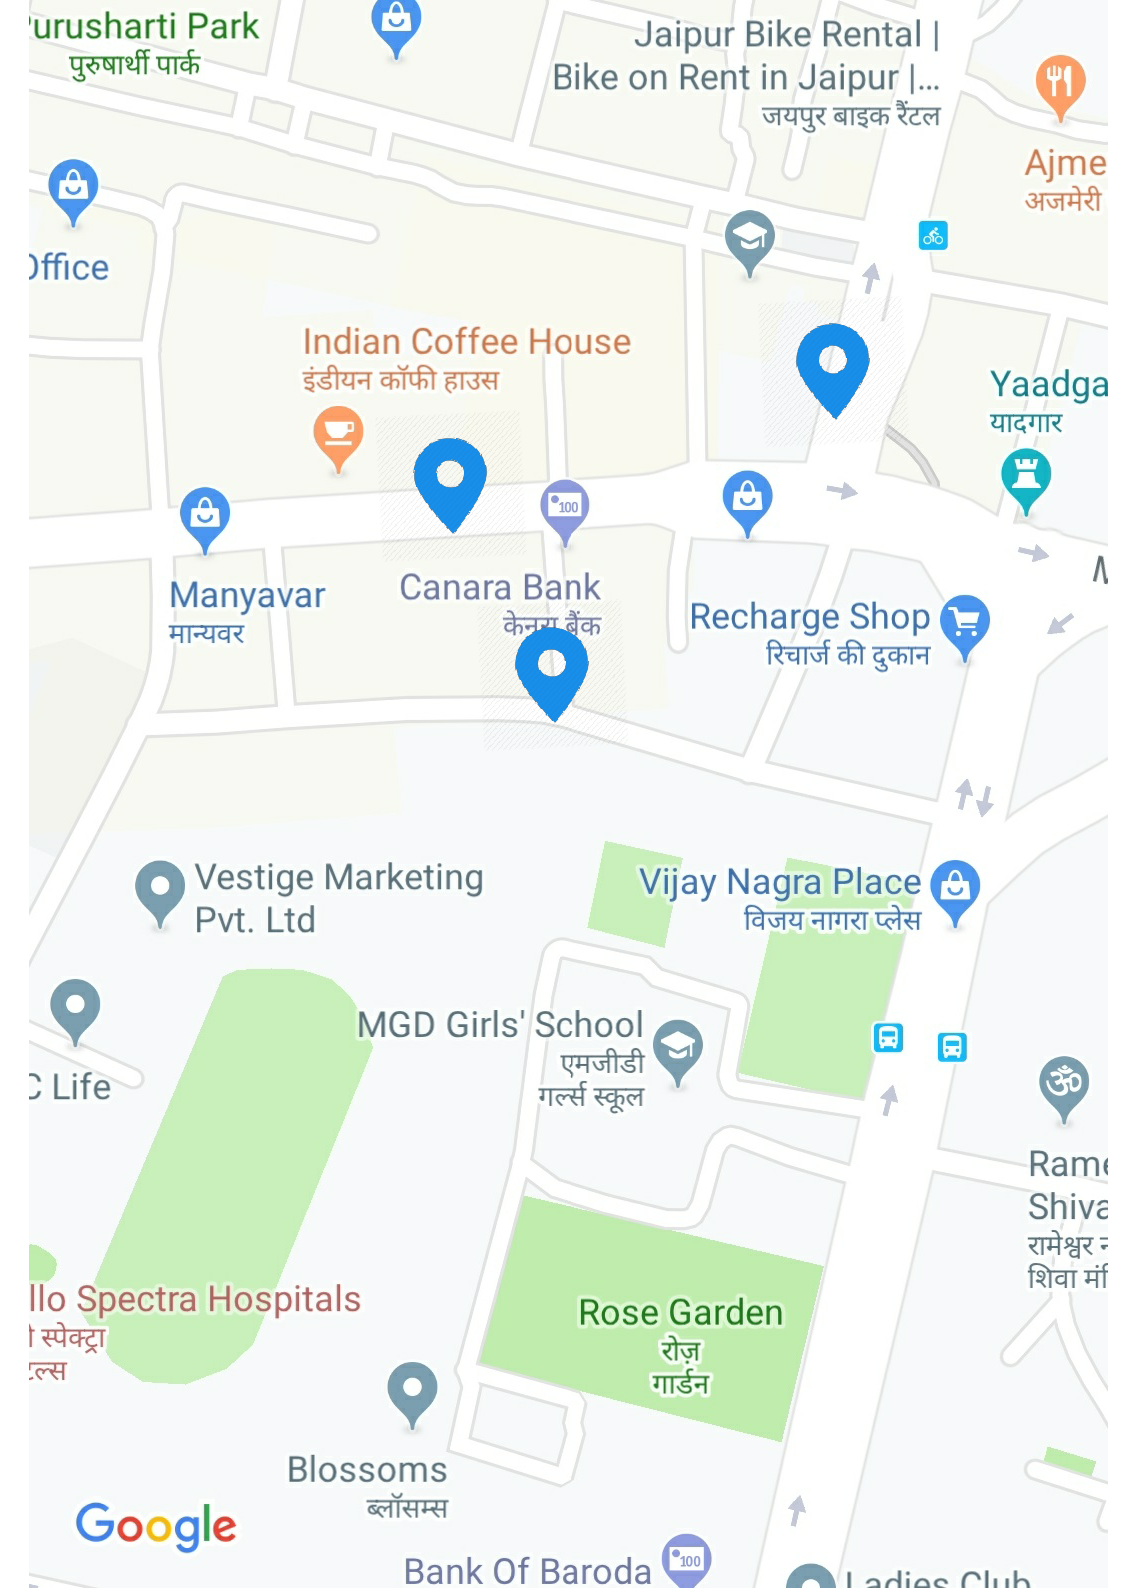 Purusharti Park
पुरुषार्थी पार्क
Jaipur Bike Rental |
Bike on Rent in Jaipur |...
जयपुर बाइक रैंटल
Ajme
अजमेरी
Office
Indian Coffee House
इंडीयन कॉफी हाउस
Yaadga
यादगार
100
Canara Bank
केनरा बैंक
Manyavar
मान्यवर
Recharge Shop
रिचार्ज की दुकान
Vestige Marketing
Pvt. Ltd
Vijay Nagra Place
विजय नागरा प्लेस
MGD Girls' School
एमजीडी
गर्ल्स स्कूल
C Life
ॐ
Rame
Shiva
रामेश्वर
शिवा
llo Spectra Hospitals
स्पेक्ट्रा
टल्स
Rose Garden
रोज़
गार्डन
Blossoms
ब्लॉसम्स
Google
Bank Of Baroda
100
Ladies Club